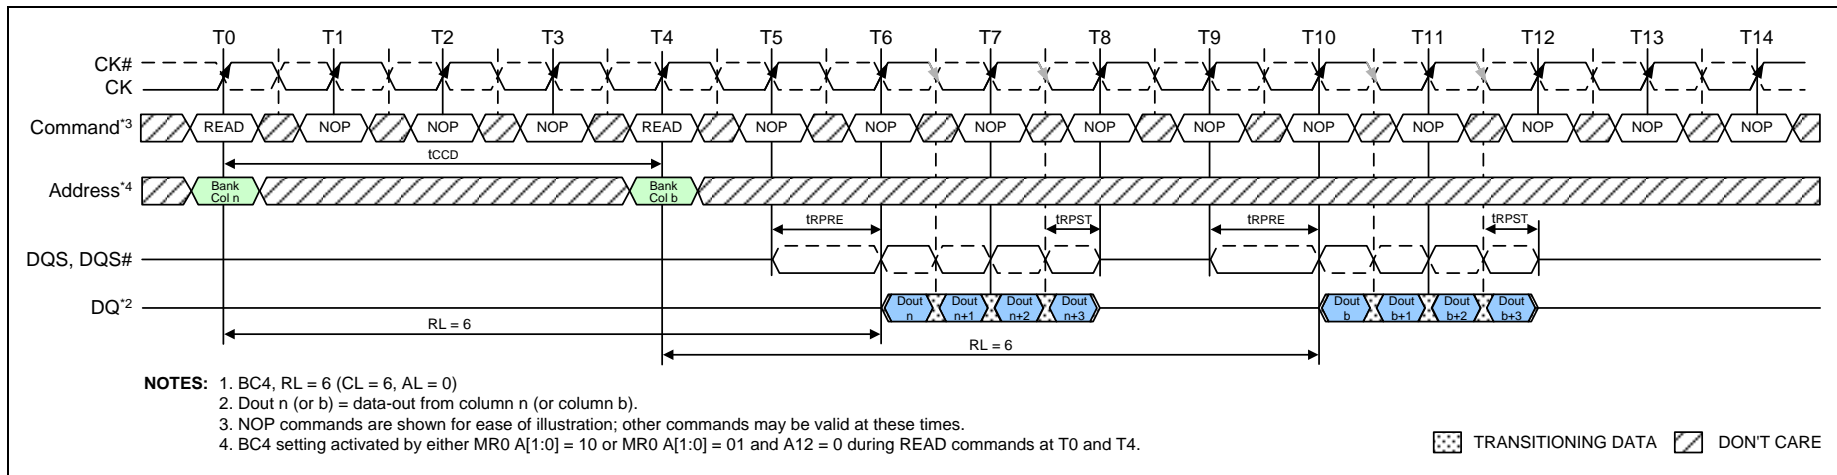 T0 T1 T2 T3 T4 T5 T6 T7 T8 T9 T10 T11 T12 T13 T14
CK#
CK
Command*3 READ NOP NOP NOP READ NOP NOP NOP NOP NOP NOP NOP NOP NOP NOP
tCCD
Address*4 Bank Col n Bank Col b
tRPRE tRPST tRPRE tRPST
DQS, DQS#
DQ*2 Dout n Dout n+1 Dout n+2 Dout n+3 Dout b Dout b+1 Dout b+2 Dout b+3
RL = 6
RL = 6
NOTES: 1. BC4, RL = 6 (CL = 6, AL = 0)
2. Dout n (or b) = data-out from column n (or column b).
3. NOP commands are shown for ease of illustration; other commands may be valid at these times.
4. BC4 setting activated by either MR0 A[1:0] = 10 or MR0 A[1:0] = 01 and A12 = 0 during READ commands at T0 and T4.
TRANSITIONING DATA DON'T CARE